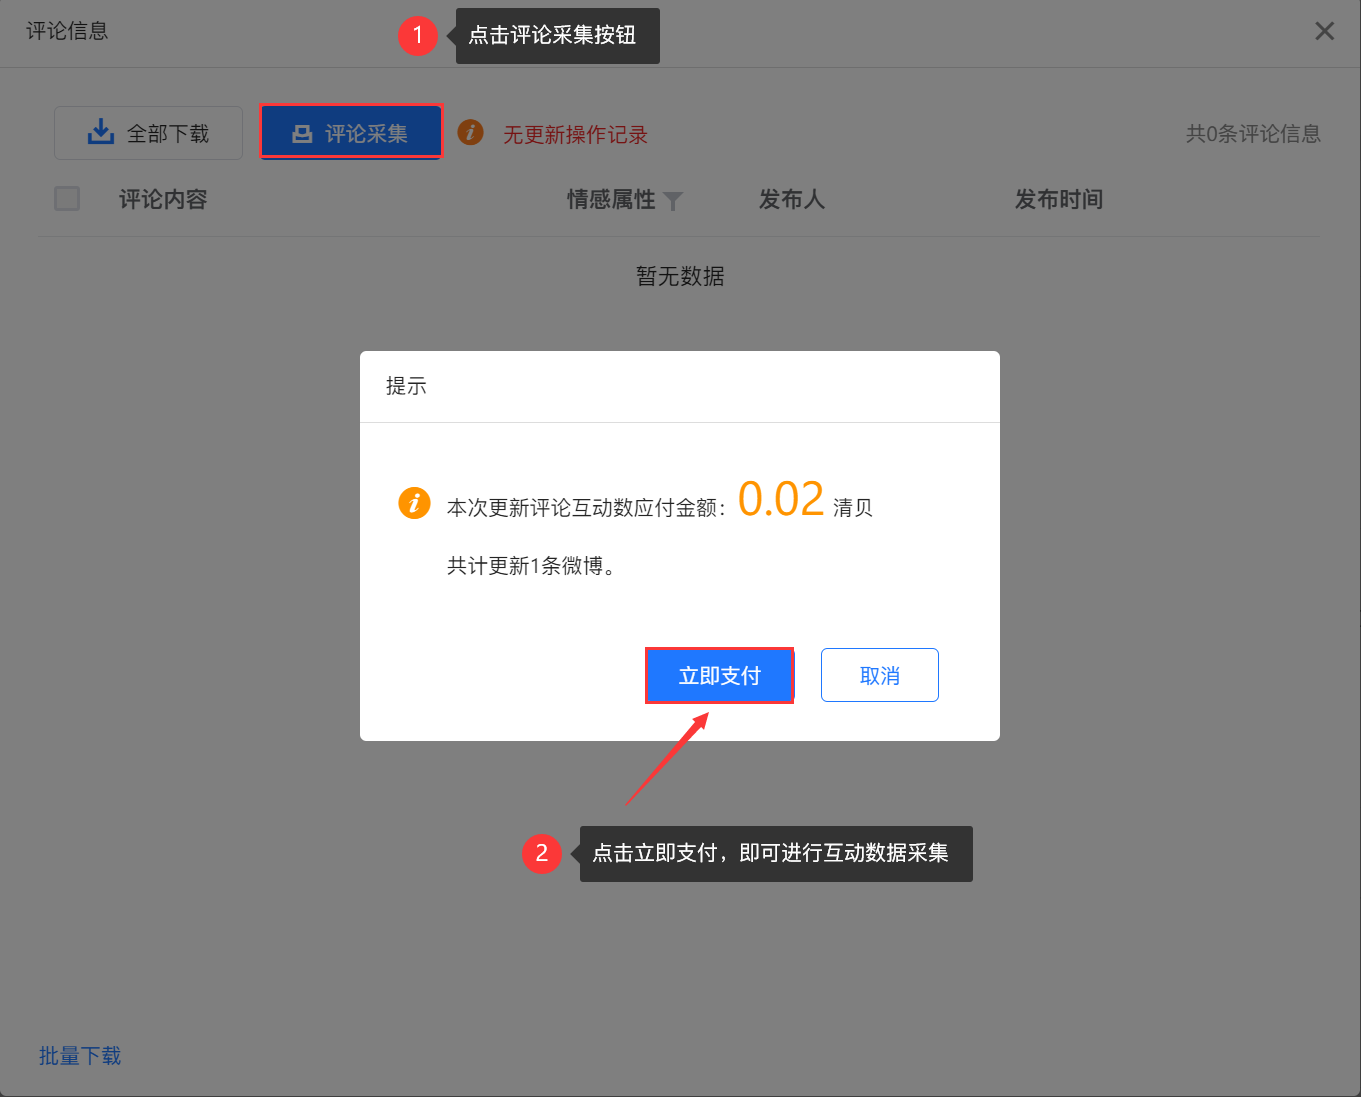 评论信息
1
点击评论采集按钮
全部下载
评论采集
无更新操作记录
共0条评论信息
评论内容
情感属性
发布人
发布时间
暂无数据
提示
本次更新评论互动数应付金额：0.02 清贝
共计更新1条微博。
立即支付
取消
2
点击立即支付，即可进行互动数据采集
批量下载